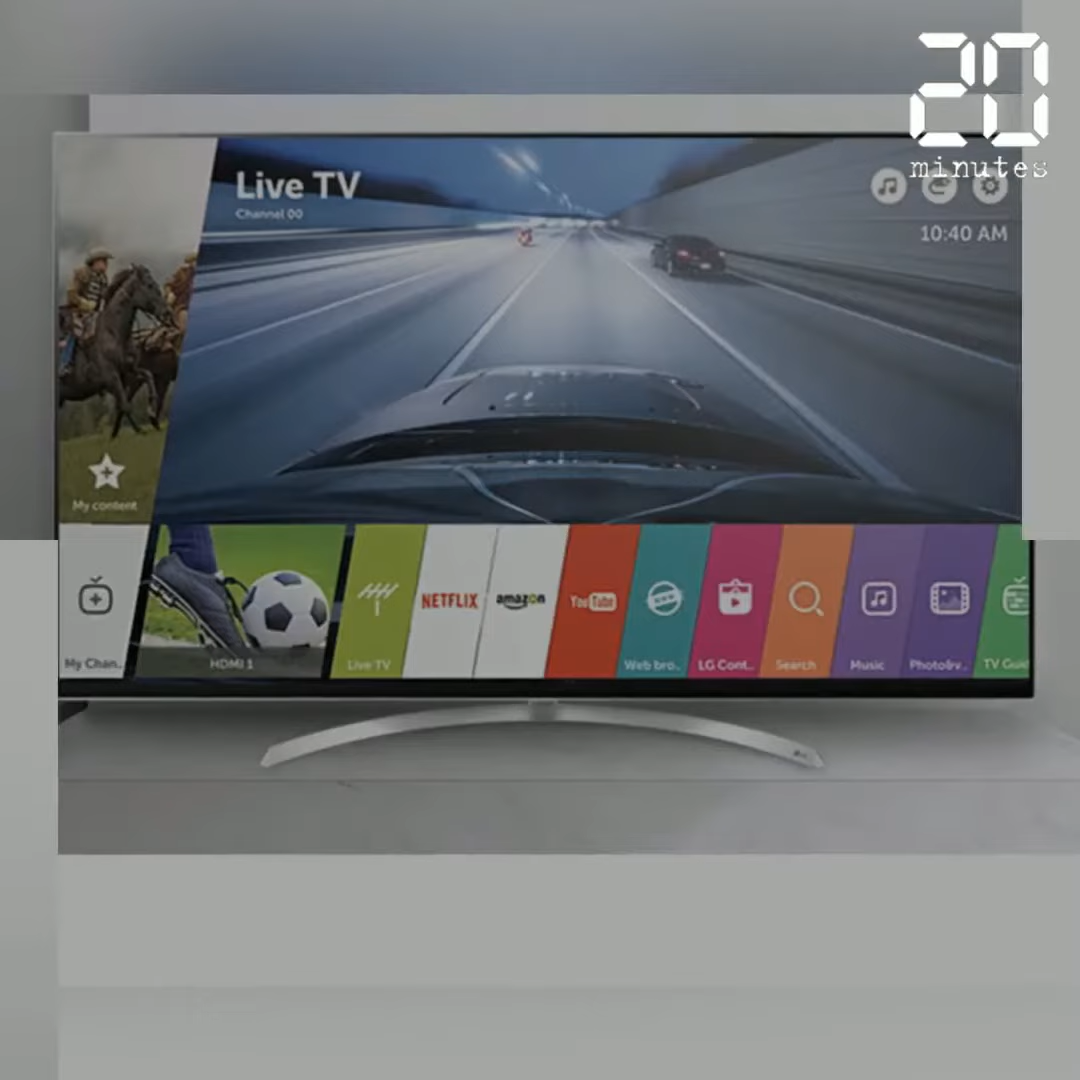 20
minutes
Live TV
Channel 00
10:40 AM
My content
My Chan..
HDMI 1
Live TV
NETFLIX
amazon
YouTube
Web bro..
LG Cont..
Search
Music
Photo&v..
TV Guid